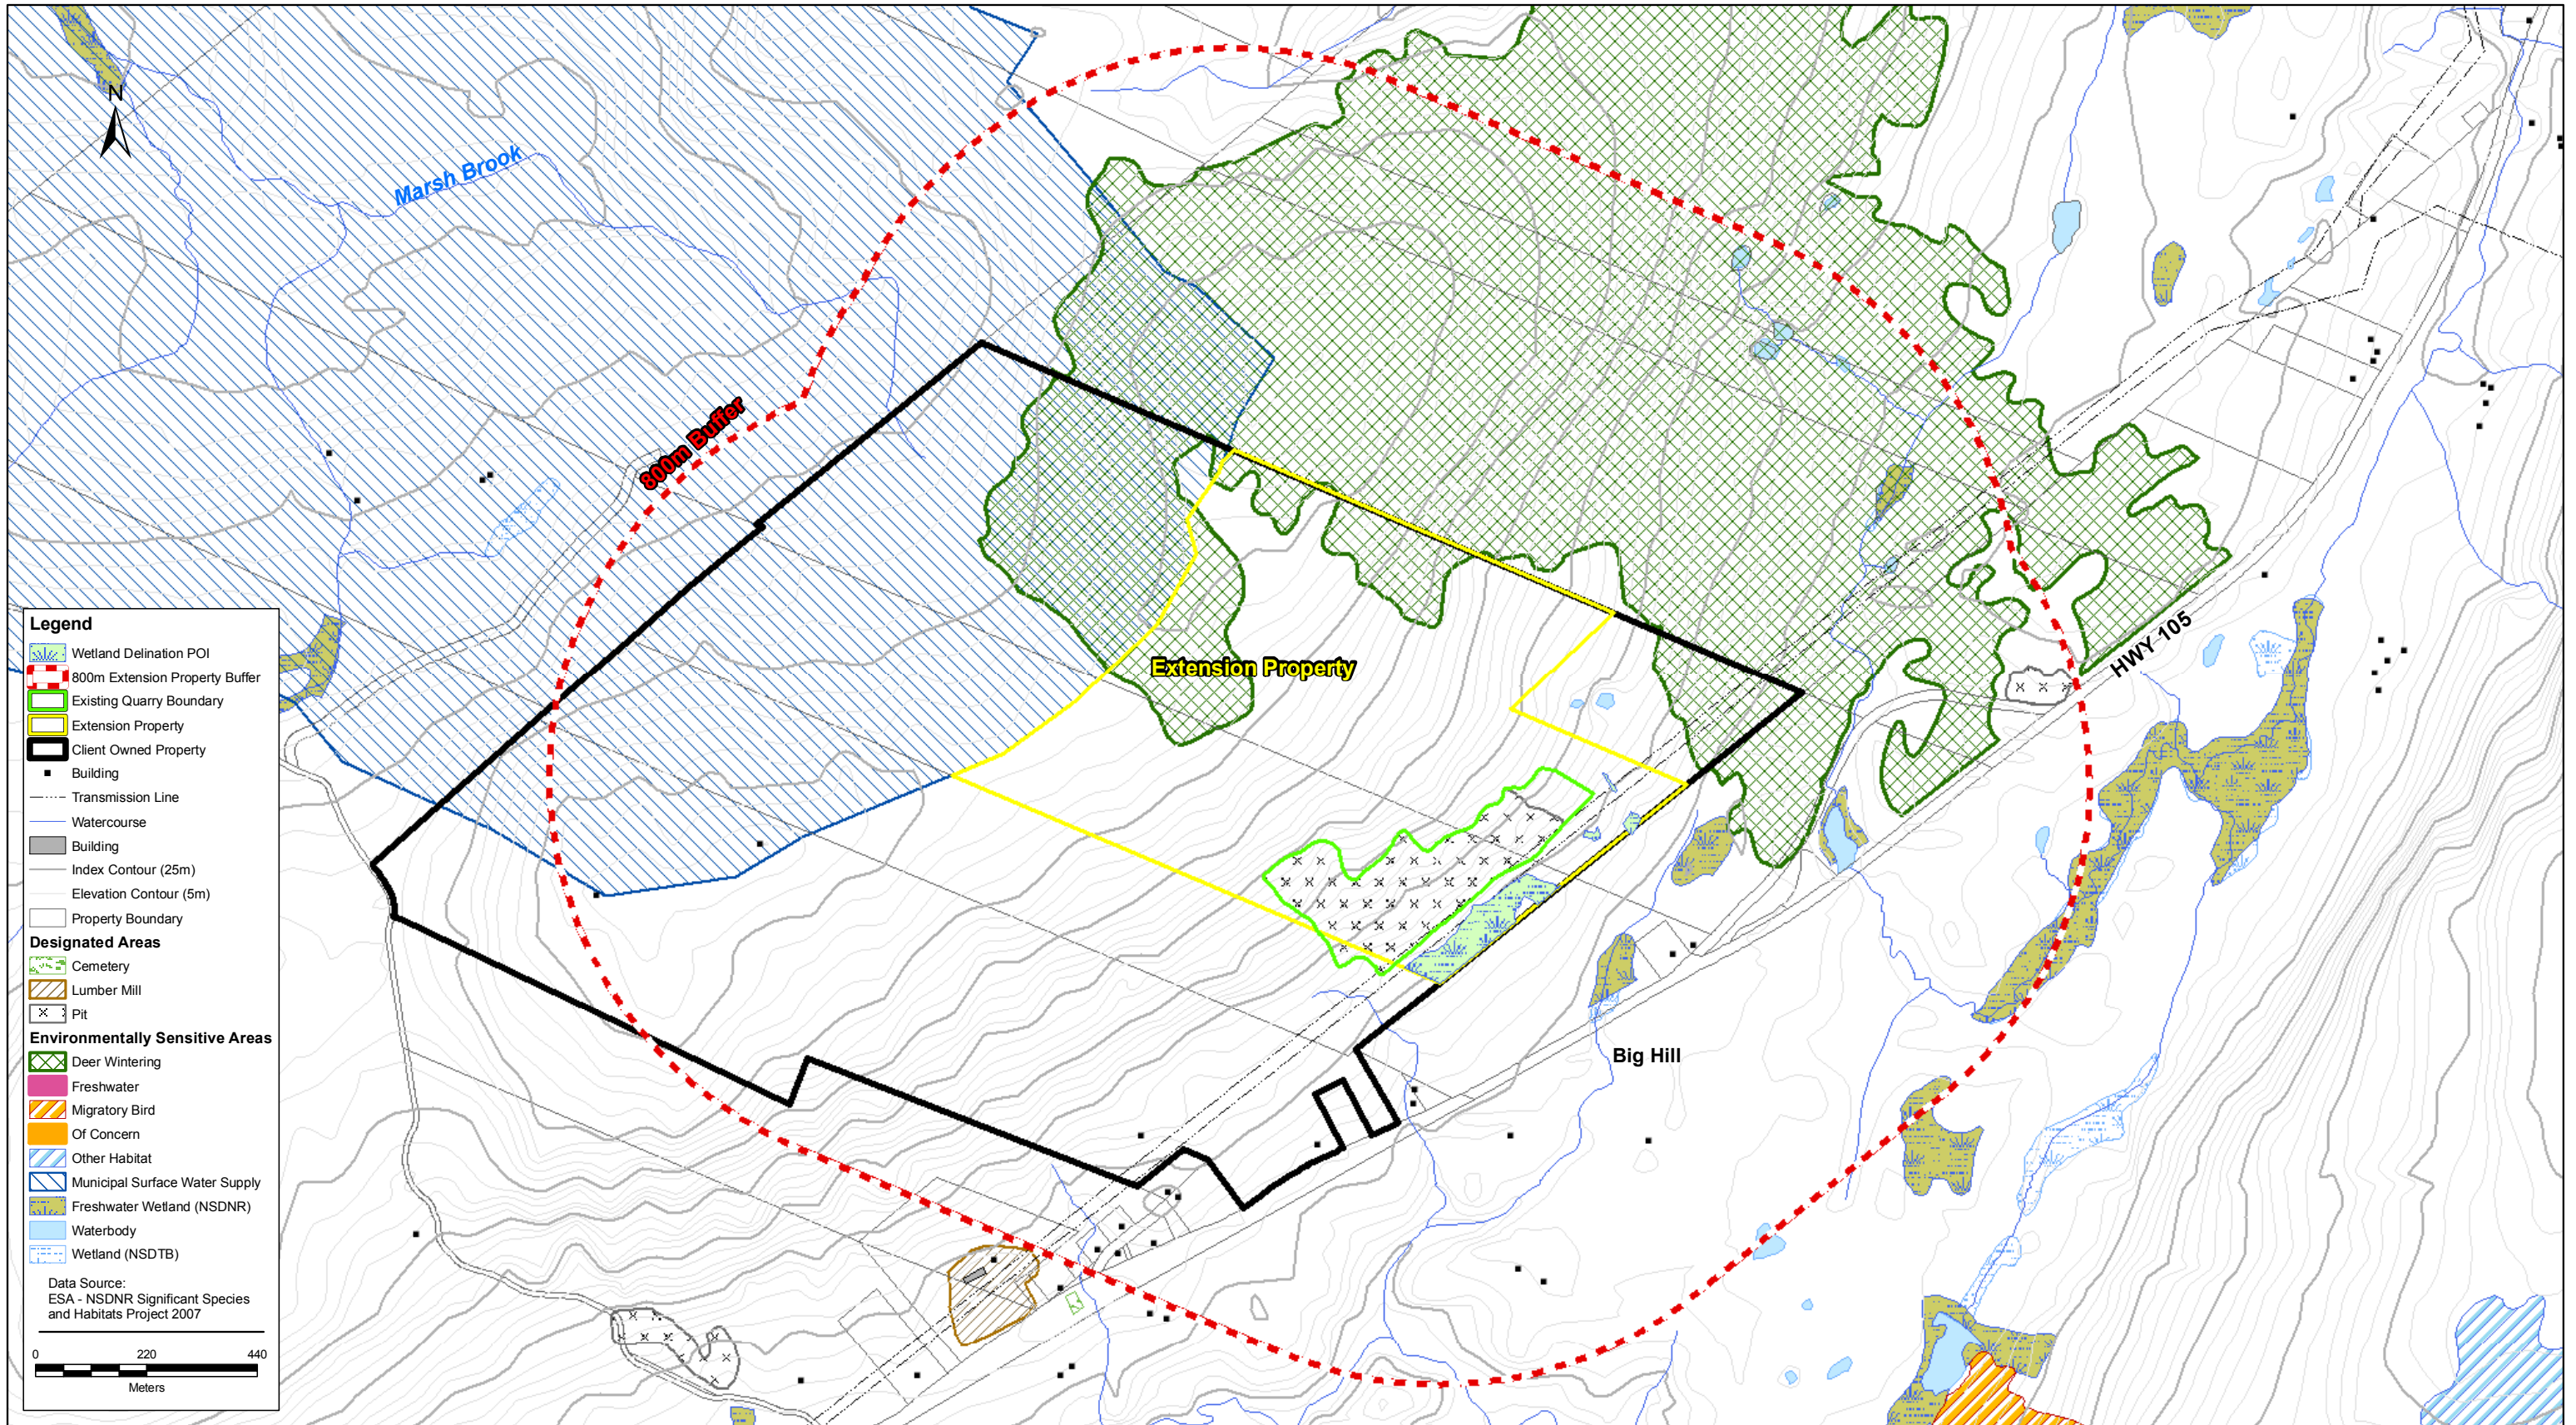 N
Marsh Brook
800m Buffer
Extension Property
HWY 105
Big Hill
Legend
Wetland Delination POI
800m Extension Property Buffer
Existing Quarry Boundary
Extension Property
Client Owned Property
Building
Transmission Line
Watercourse
Building
Index Contour (25m)
Elevation Contour (5m)
Property Boundary
Designated Areas
Cemetery
Lumber Mill
Pit
Environmentally Sensitive Areas
Deer Wintering
Freshwater
Migratory Bird
Of Concern
Other Habitat
Municipal Surface Water Supply
Freshwater Wetland (NSDNR)
Waterbody
Wetland (NSDTB)
Data Source:
ESA - NSDNR Significant Species
and Habitats Project 2007
0 220 440
Meters